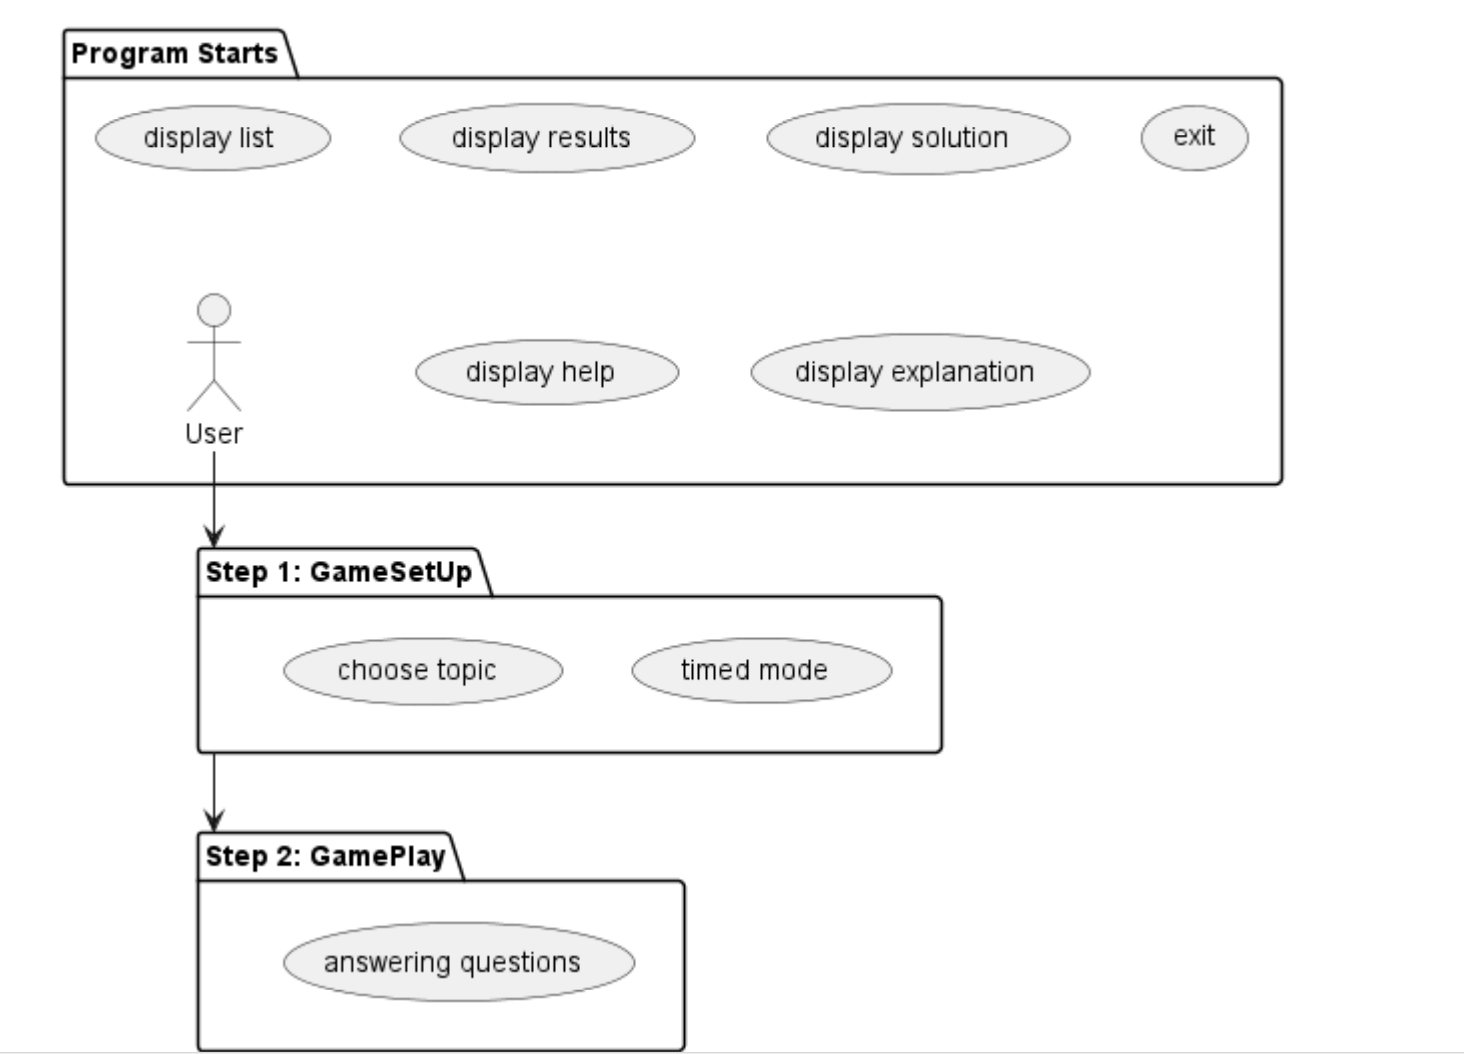 Program Starts
display list
display results
display solution
exit
User
display help
display explanation
Step 1: GameSetUp
choose topic
timed mode
Step 2: GamePlay
answering questions